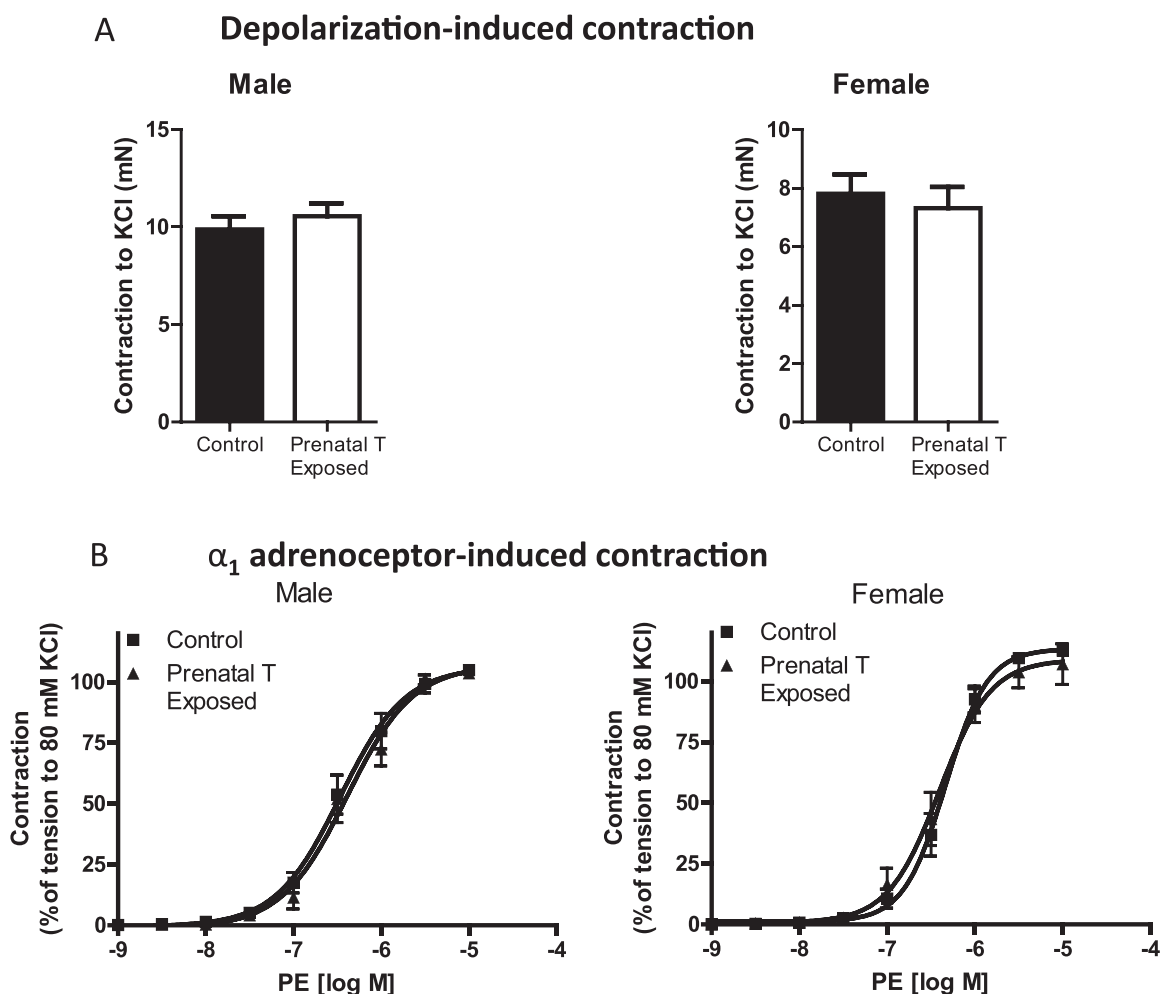 A
Depolarization-induced contraction
Male
Contraction to KCl (mN)
15
10
5
0
Control
Prenatal T
Exposed
Female
Contraction to KCl (mN)
10
8
6
4
2
0
Control
Prenatal T
Exposed
B
α1 adrenoceptor-induced contraction
Male
Control
Prenatal T
Exposed
Contraction
(% of tension to 80 mM KCl)
100
75
50
25
0
-9
-8
-7
-6
-5
-4
PE [log M]
Female
Control
Prenatal T
Exposed
Contraction
(% of tension to 80 mM KCl)
100
75
50
25
0
-9
-8
-7
-6
-5
-4
PE [log M]